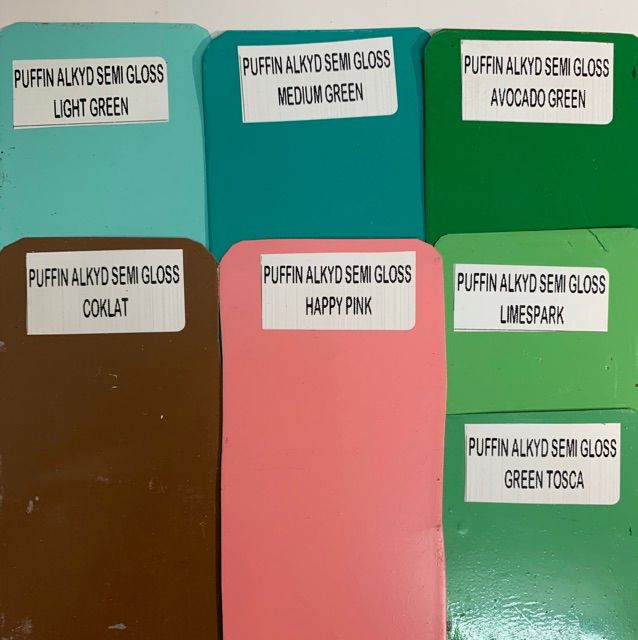 PUFFIN ALKYD SEMI GLOSS
LIGHT GREEN
PUFFIN ALKYD SEMI GLOSS
MEDIUM GREEN
PUFFIN ALKYD SEMI GLOSS
AVOCADO GREEN
PUFFIN ALKYD SEMI GLOSS
COKLAT
PUFFIN ALKYD SEMI GLOSS
HAPPY PINK
PUFFIN ALKYD SEMI GLOSS
LIMESPARK
PUFFIN ALKYD SEMI GLOSS
GREEN TOSCA